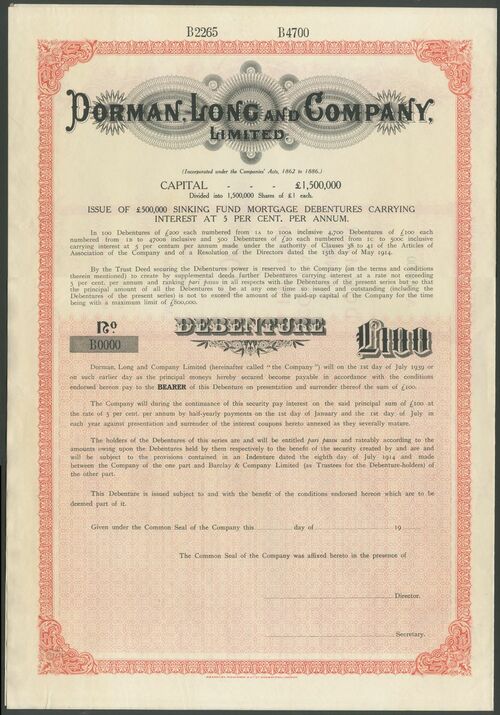 B2265 B4700
DORMAN, LONG AND COMPANY,
LIMITED.
(Incorporated under the Companies' Acts, 1862 to 1886.)
CAPITAL - - - £1,500,000
Divided into 1,500,000 Shares of £1 each.
ISSUE OF £500,000 SINKING FUND MORTGAGE DEBENTURES CARRYING
INTEREST AT 5 PER CENT. PER ANNUM.
In 100 Debentures of £200 each numbered from 1A to 100A inclusive 4,700 Debentures of £100 each
numbered from 1B to 4700B inclusive and 500 Debentures of £20 each numbered from 1C to 500C inclusive
carrying interest at 5 per centum per annum made under the authority of Clauses 38 to 41 of the Articles of
Association of the Company and of a Resolution of the Directors dated the 15th day of May 1914.
By the Trust Deed securing the Debentures power is reserved to the Company (on the terms and conditions
therein mentioned) to create by supplemental deeds further Debentures carrying interest at a rate not exceeding
5 per cent. per annum and ranking pari passu in all respects with the Debentures of the present series but so that
the principal amount of all the Debentures to be at any one time so issued and outstanding (including the
Debentures of the present series) is not to exceed the amount of the paid-up capital of the Company for the time
being with a maximum limit of £800,000.
No DEBENTURE £100
B0000
Dorman, Long and Company Limited (hereinafter called "the Company") will on the 1st day of July 1939 or
on such earlier day as the principal moneys hereby secured become payable in accordance with the conditions
endorsed hereon pay to the BEARER of this Debenture on presentation and surrender thereof the sum of £100.
The Company will during the continuance of this security pay interest on the said principal sum of £100 at
the rate of 5 per cent. per annum by half-yearly payments on the 1st day of January and the 1st day of July in
each year against presentation and surrender of the interest coupons hereto annexed as they severally mature.
The holders of the Debentures of this series are and will be entitled pari passu and rateably according to the
amounts owing upon the Debentures held by them respectively to the benefit of the security created by and are and
will be subject to the provisions contained in an Indenture dated the eighth day of July 1914 and made
between the Company of the one part and Barclay & Company Limited (as Trustees for the Debenture-holders) of
the other part.
This Debenture is issued subject to and with the benefit of the conditions endorsed hereon which are to be
deemed part of it.
Given under the Common Seal of the Company this day of 19
The Common Seal of the Company was affixed hereto in the presence of
Director.
Secretary.